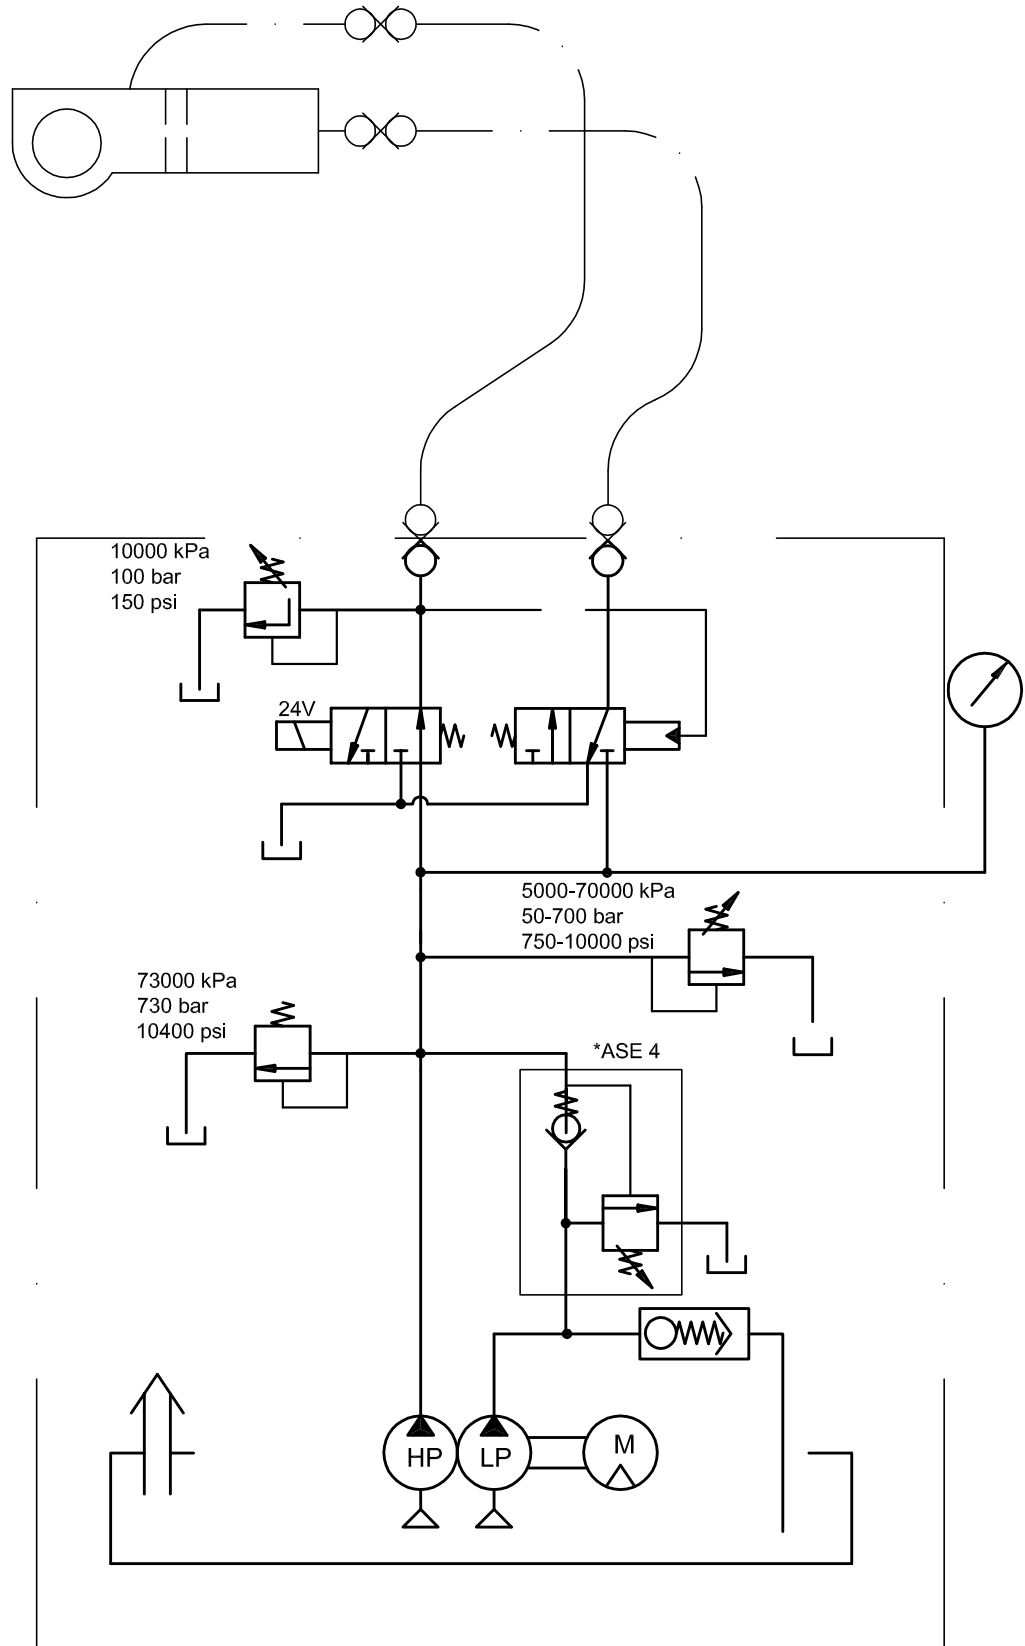 10000 kPa
100 bar
150 psi
24V
5000-70000 kPa
50-700 bar
750-10000 psi
73000 kPa
730 bar
10400 psi
*ASE 4
HP
LP
M